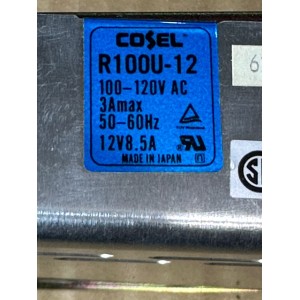 COSEL
R100U-12
100-120V AC
3Amax
50-60Hz
12V8.5A
MADE IN JAPAN